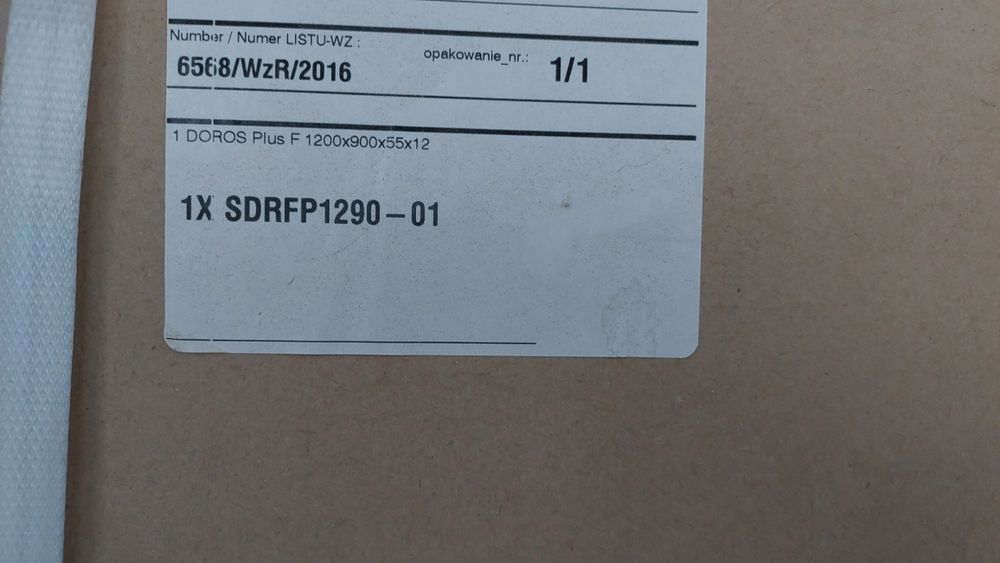 Number / Numer LISTU-WZ :
6568/WzR/2016
opakowanie_nr.: 1/1
1 DOROS Plus F 1200x900x55x12
1X SDRFP1290-01